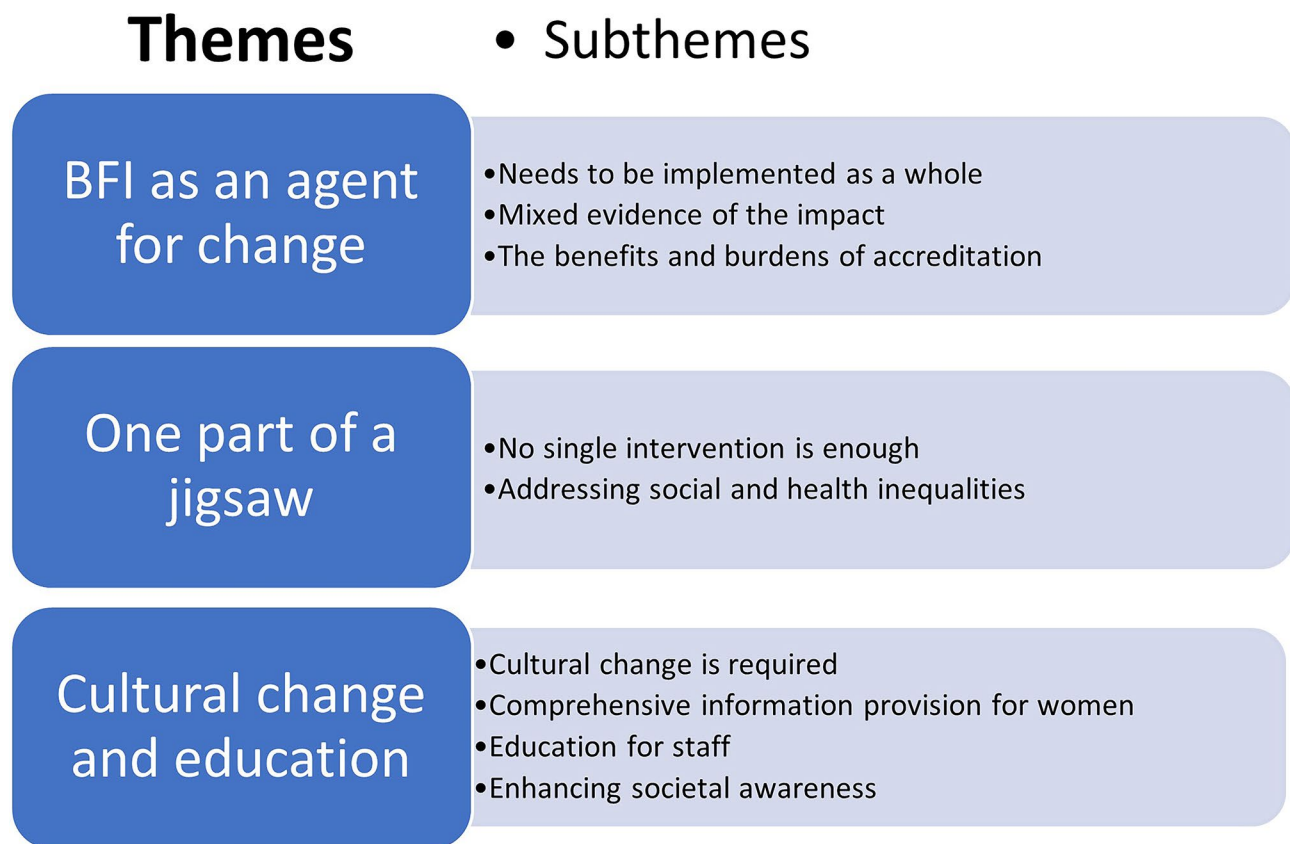 Themes
• Subthemes
BFI as an agent
for change
•Needs to be implemented as a whole
•Mixed evidence of the impact
•The benefits and burdens of accreditation
One part of a
jigsaw
•No single intervention is enough
•Addressing social and health inequalities
Cultural change
and education
•Cultural change is required
•Comprehensive information provision for women
•Education for staff
•Enhancing societal awareness